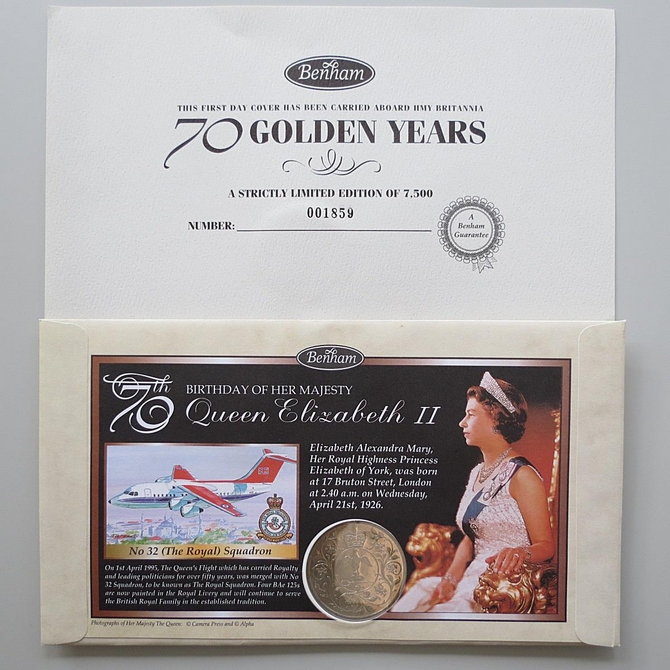 Benham
THIS FIRST DAY COVER HAS BEEN CARRIED ABOARD HMY BRITANNIA
70 GOLDEN YEARS
A STRICTLY LIMITED EDITION OF 7,500
001859
NUMBER:
A
Benham
Guarantee
Benham
70th
BIRTHDAY OF HER MAJESTY
Queen Elizabeth II
Elizabeth Alexandra Mary,
Her Royal Highness Princess
Elizabeth of York, was born
at 17 Bruton Street, London
at 2.40 a.m. on Wednesday,
April 21st, 1926.
No 32 (The Royal) Squadron
On 1st April 1995, The Queen's Flight which has carried Royalty
and leading politicians for over fifty years, was merged with No
32 Squadron, to be known as The Royal Squadron. Four BAe 125s
are now painted in the Royal Livery and will continue to serve
the British Royal Family in the established tradition.
Photographs of Her Majesty The Queen: © Camera Press and © Alpha